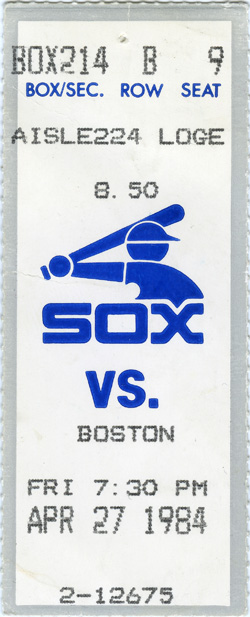 BOX214 B 9
BOX/SEC. ROW SEAT
AISLE224 LOGE
8.50
SOX
VS.
BOSTON
FRI 7:30 PM
APR 27 1984
2-12675